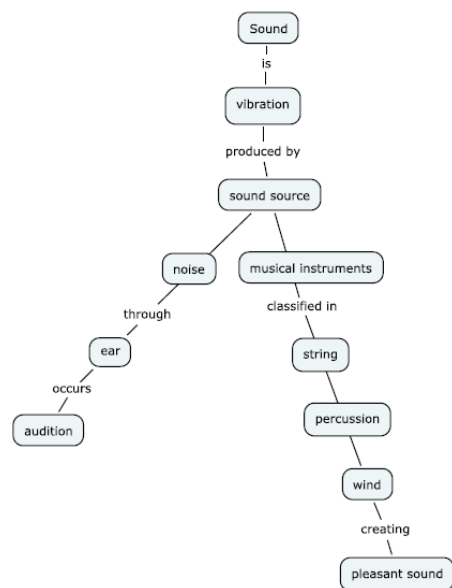 Sound
is
vibration
produced by
sound source
noise
musical instruments
through
classified in
ear
string
occurs
audition
percussion
wind
creating
pleasant sound